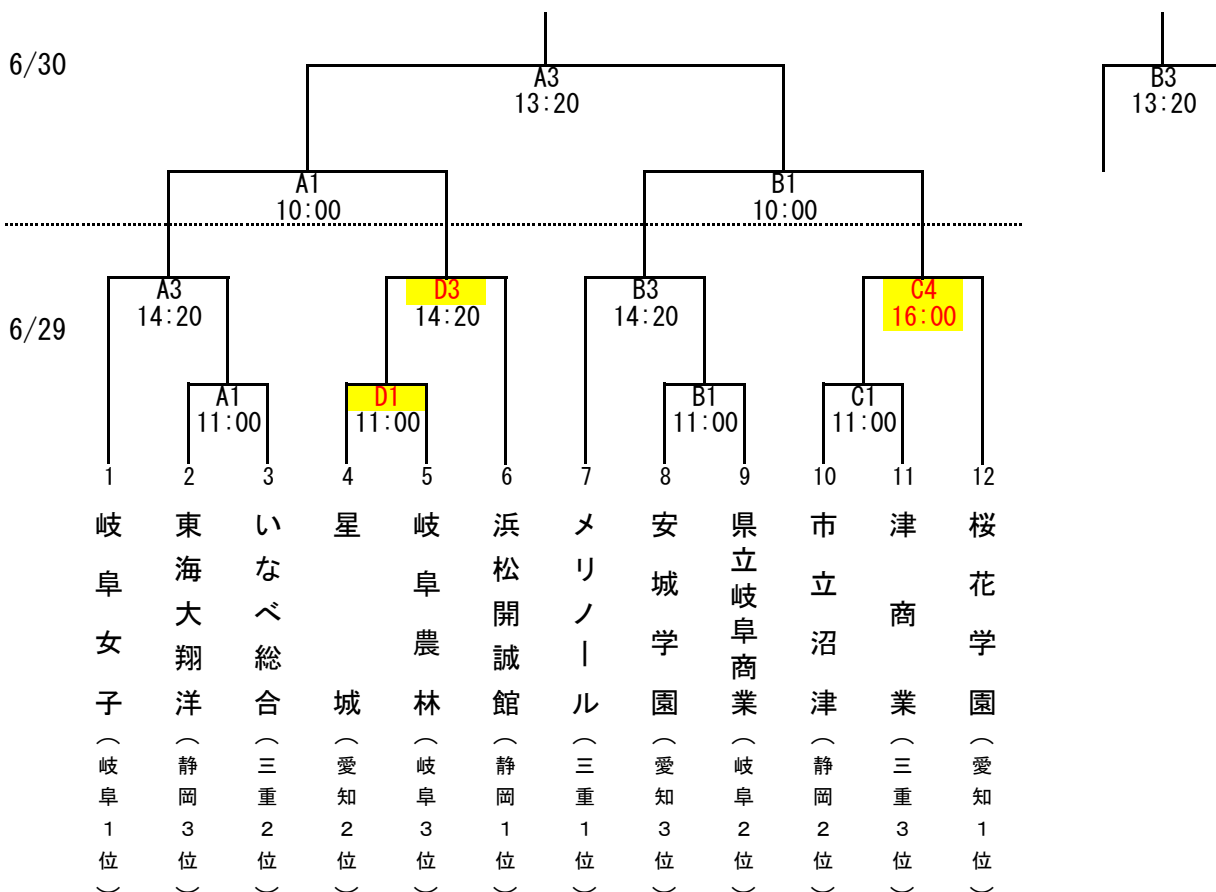 6/30
A3
13:20
B3
13:20
A1
10:00
B1
10:00
6/29
A3
14:20
D3
14:20
B3
14:20
C4
16:00
A1
11:00
D1
11:00
B1
11:00
C1
11:00
1
2
3
4
5
6
7
8
9
10
11
12
岐阜女子(岐阜1位)
東海大翔洋(静岡3位)
いなべ総合(三重2位)
星城(愛知2位)
岐阜農林(岐阜3位)
浜松開誠館(静岡1位)
メリノール(三重1位)
安城学園(愛知3位)
県立岐阜商業(岐阜2位)
市立沼津(静岡2位)
津商業(三重3位)
桜花学園(愛知1位)